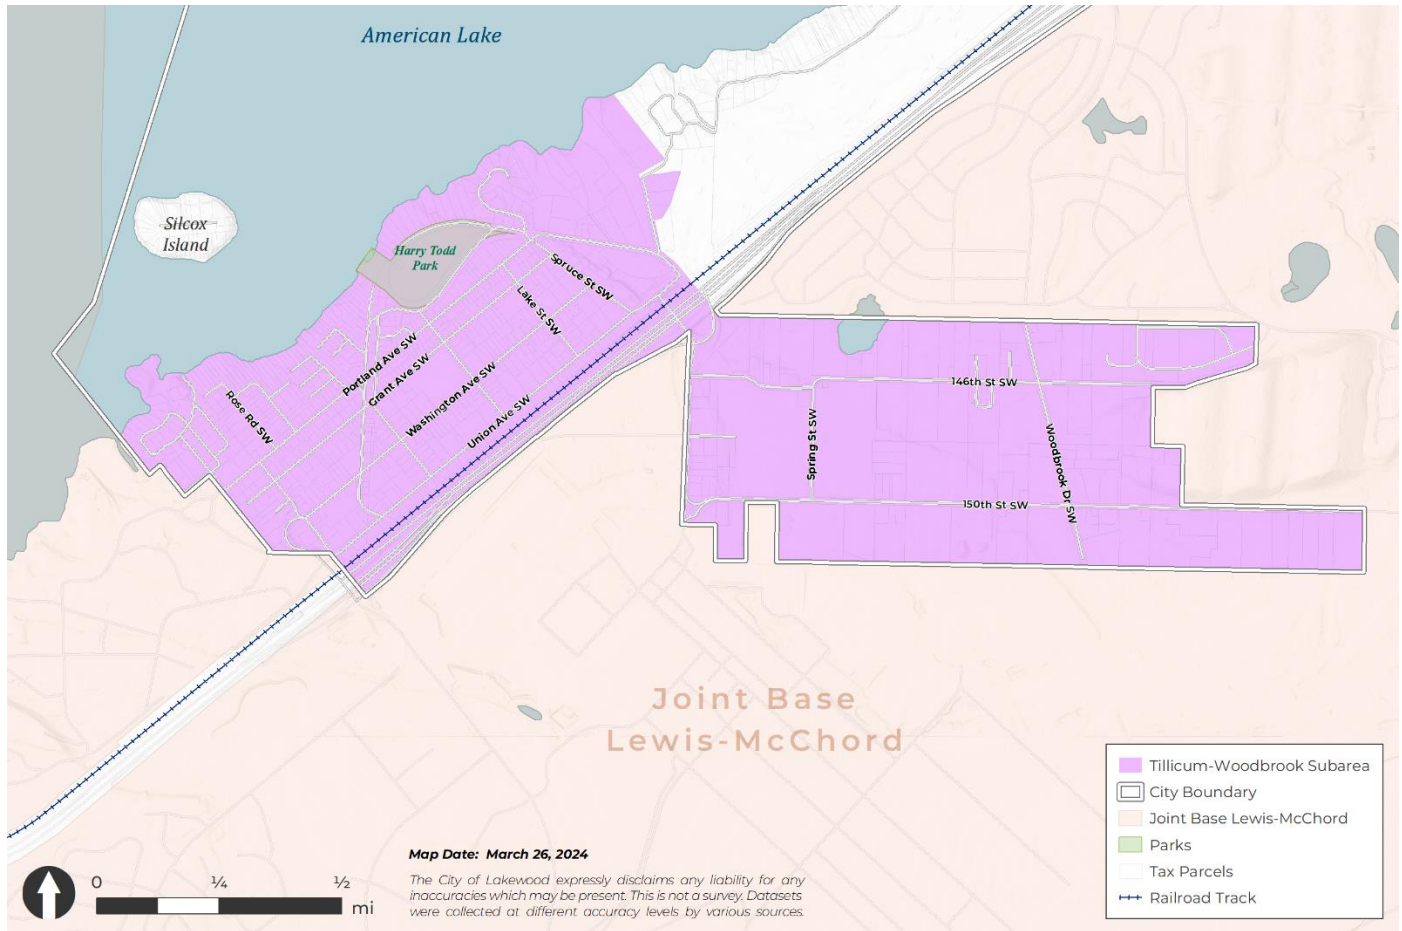 American Lake
Silcox
Island
Harry Todd
Park
Spruce St SW
Lake St SW
Portland Ave SW
Grant Ave SW
Washington Ave SW
Union Ave SW
Rose Rd SW
146th St SW
Spring St SW
Woodbrook Dr SW
150th St SW
Joint Base
Lewis-McChord
Tillicum-Woodbrook Subarea
City Boundary
Joint Base Lewis-McChord
Parks
Tax Parcels
Railroad Track
Map Date: March 26, 2024
The City of Lakewood expressly disclaims any liability for any
inaccuracies which may be present. This is not a survey. Datasets
were collected at different accuracy levels by various sources.
0 ¼ ½
mi